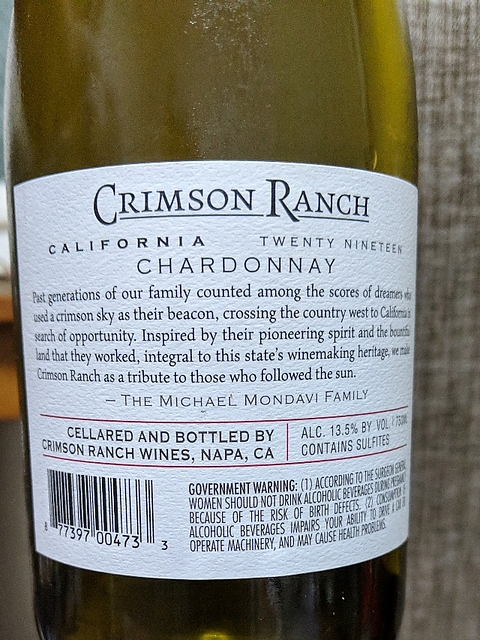 CRIMSON RANCH
CALIFORNIA TWENTY NINETEEN
CHARDONNAY
Past generations of our family counted among the scores of dreamers who
used a crimson sky as their beacon, crossing the country west to California in
search of opportunity. Inspired by their pioneering spirit and the bountiful
land that they worked, integral to this state's winemaking heritage, we make
Crimson Ranch as a tribute to those who followed the sun.
– THE MICHAEL MONDAVI FAMILY
CELLARED AND BOTTLED BY
CRIMSON RANCH WINES, NAPA, CA
ALC. 13.5% BY VOL. / 750ML
CONTAINS SULFITES
GOVERNMENT WARNING: (1) ACCORDING TO THE SURGEON GENERAL,
WOMEN SHOULD NOT DRINK ALCOHOLIC BEVERAGES DURING PREGNANCY
BECAUSE OF THE RISK OF BIRTH DEFECTS. (2) CONSUMPTION OF
ALCOHOLIC BEVERAGES IMPAIRS YOUR ABILITY TO DRIVE A CAR OR
OPERATE MACHINERY, AND MAY CAUSE HEALTH PROBLEMS.
8 77397 00473 3